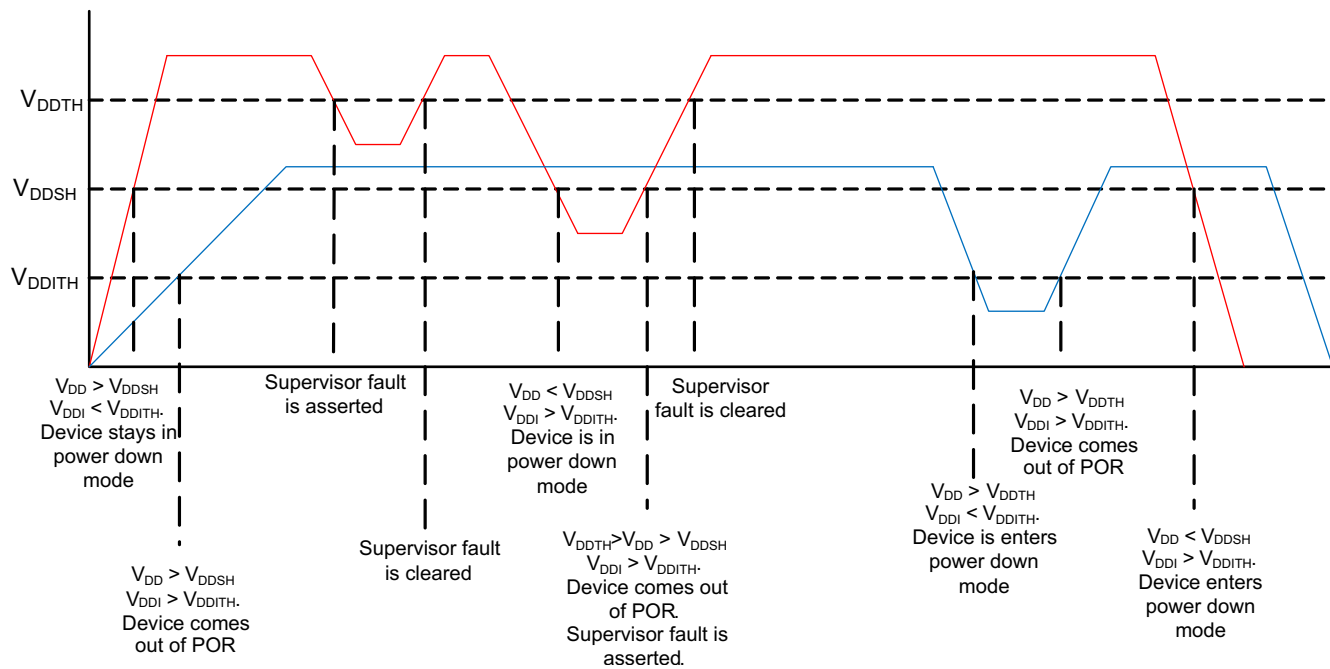 VDDTH
VDDSH
VDDITH
VDD > VDDSH
VDDI < VDDITH.
Device stays in
power down
mode
VDD > VDDSH
VDDI > VDDITH.
Device comes
out of POR
Supervisor fault
is asserted
Supervisor fault
is cleared
VDD < VDDSH
VDDI > VDDITH.
Device is in
power down
mode
VDDTH>VDD > VDDSH
VDDI > VDDITH.
Device comes out
of POR.
Supervisor fault is
asserted.
Supervisor
fault is cleared
VDD > VDDTH
VDDI < VDDITH.
Device is enters
power down
mode
VDD > VDDTH
VDDI > VDDITH.
Device comes
out of POR
VDD < VDDSH
VDDI > VDDITH.
Device enters
power down
mode